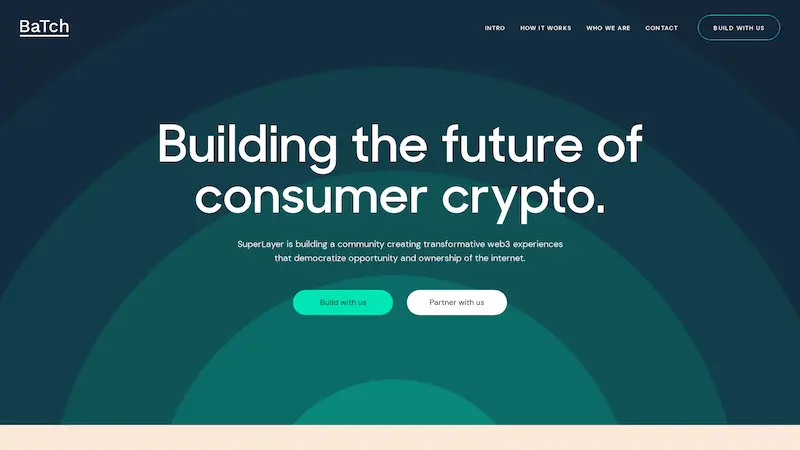 BaTch
INTRO
HOW IT WORKS
WHO WE ARE
CONTACT
BUILD WITH US
Building the future of
consumer crypto.
SuperLayer is building a community creating transformative web3 experiences
that democratize opportunity and ownership of the internet.
Build with us
Partner with us